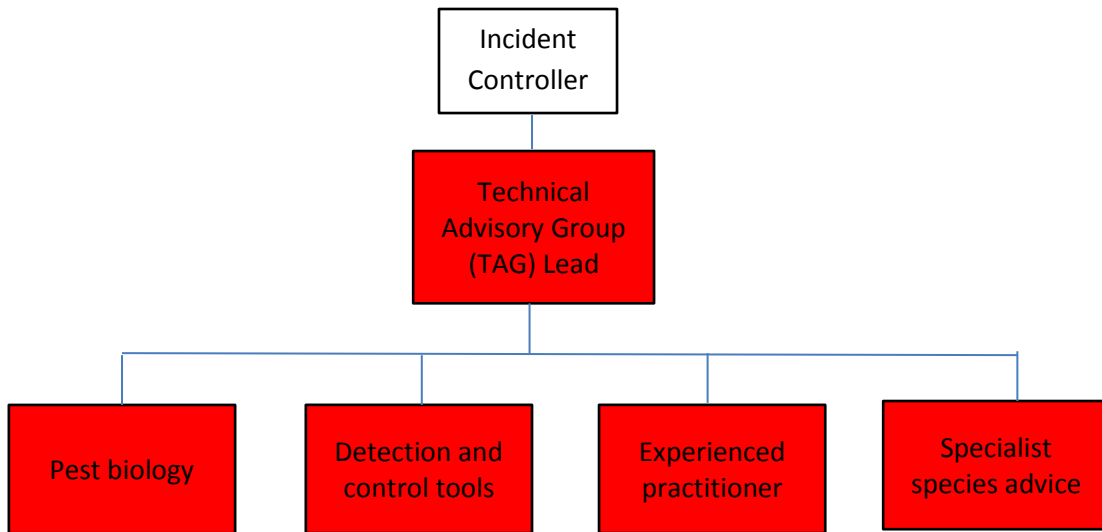 Incident
Controller
Technical
Advisory Group
(TAG) Lead
Pest biology
Detection and
control tools
Experienced
practitioner
Specialist
species advice